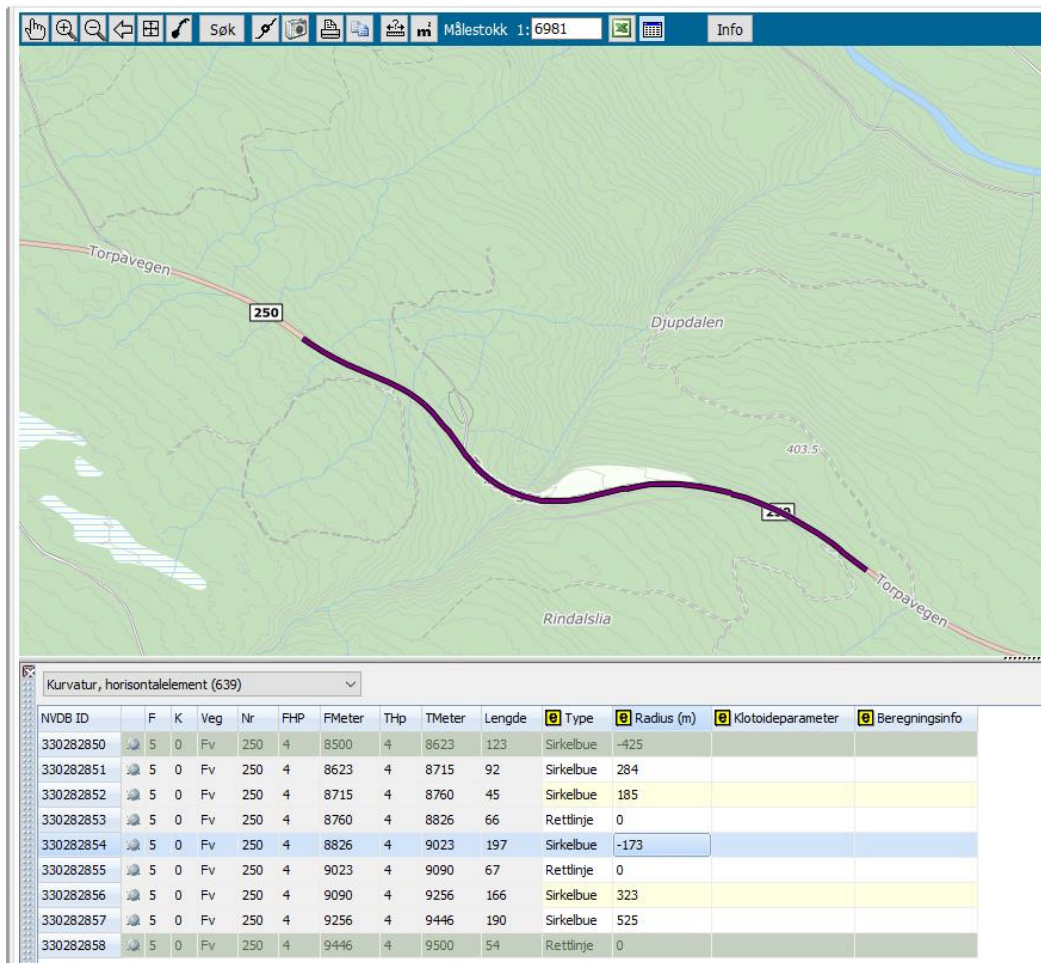 Søk Målestokk 1: 6981 Info
Torpavegen
250
Djupdalen
403.5
Torpavegen
Rindalslia
Kurvatur, horisontalelement (639)
NVDB ID F K Veg Nr FHP FMeter THp TMeter Lengde e Type e Radius (m) e Klotoideparameter e Beregningsinfo
330282850 5 0 Fv 250 4 8500 4 8623 123 Sirkelbue -425
330282851 5 0 Fv 250 4 8623 4 8715 92 Sirkelbue 284
330282852 5 0 Fv 250 4 8715 4 8760 45 Sirkelbue 185
330282853 5 0 Fv 250 4 8760 4 8826 66 Rettlinje 0
330282854 5 0 Fv 250 4 8826 4 9023 197 Sirkelbue -173
330282855 5 0 Fv 250 4 9023 4 9090 67 Rettlinje 0
330282856 5 0 Fv 250 4 9090 4 9256 166 Sirkelbue 323
330282857 5 0 Fv 250 4 9256 4 9446 190 Sirkelbue 525
330282858 5 0 Fv 250 4 9446 4 9500 54 Rettlinje 0